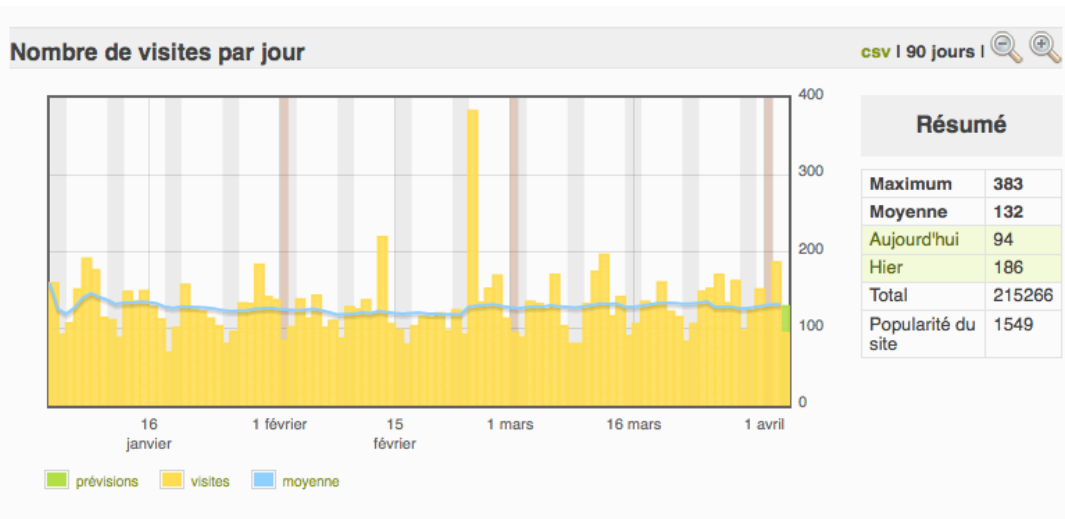 Nombre de visites par jour
csv | 90 jours |
400
300
200
100
0
16
janvier
1 février
15
février
1 mars
16 mars
1 avril
prévisions
visites
moyenne
Résumé
Maximum 383
Moyenne 132
Aujourd'hui 94
Hier 186
Total 215266
Popularité du
site 1549